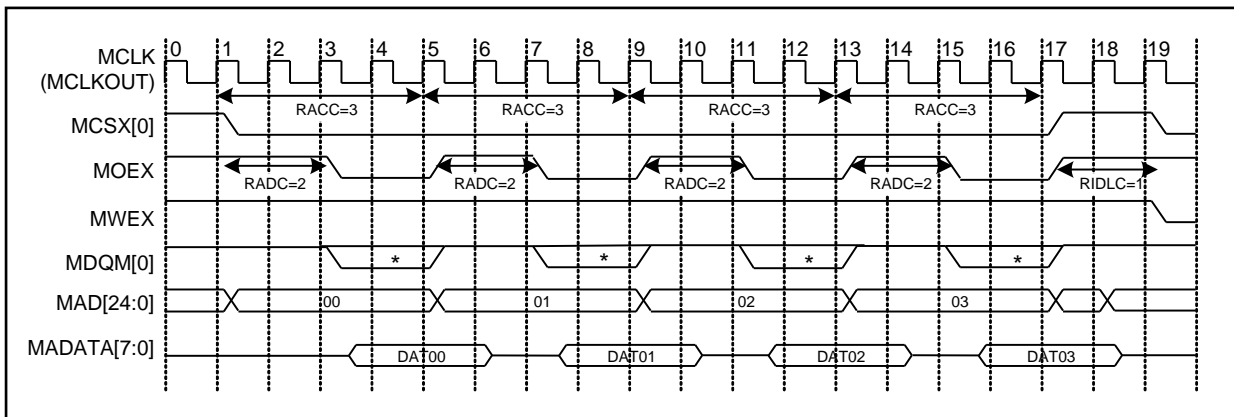 0 1 2 3 4 5 6 7 8 9 10 11 12 13 14 15 16 17 18 19
MCLK
(MCLKOUT)
RACC=3 RACC=3 RACC=3 RACC=3
MCSX[0]
MOEX
RADC=2 RADC=2 RADC=2 RADC=2 RIDLC=1
MWEX
MDQM[0] * * * *
MAD[24:0] 00 01 02 03
MADATA[7:0] DAT00 DAT01 DAT02 DAT03